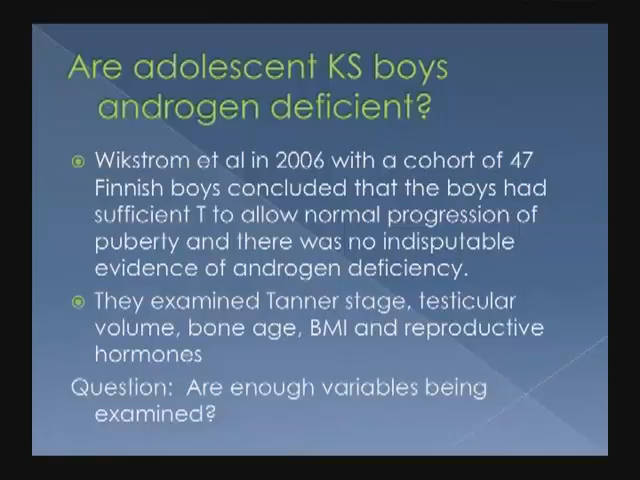 Are adolescent KS boys
androgen deficient?
Wikstrom et al in 2006 with a cohort of 47
Finnish boys concluded that the boys had
sufficient T to allow normal progression of
puberty and there was no indisputable
evidence of androgen deficiency.
They examined Tanner stage, testicular
volume, bone age, BMI and reproductive
hormones
Question: Are enough variables being
examined?